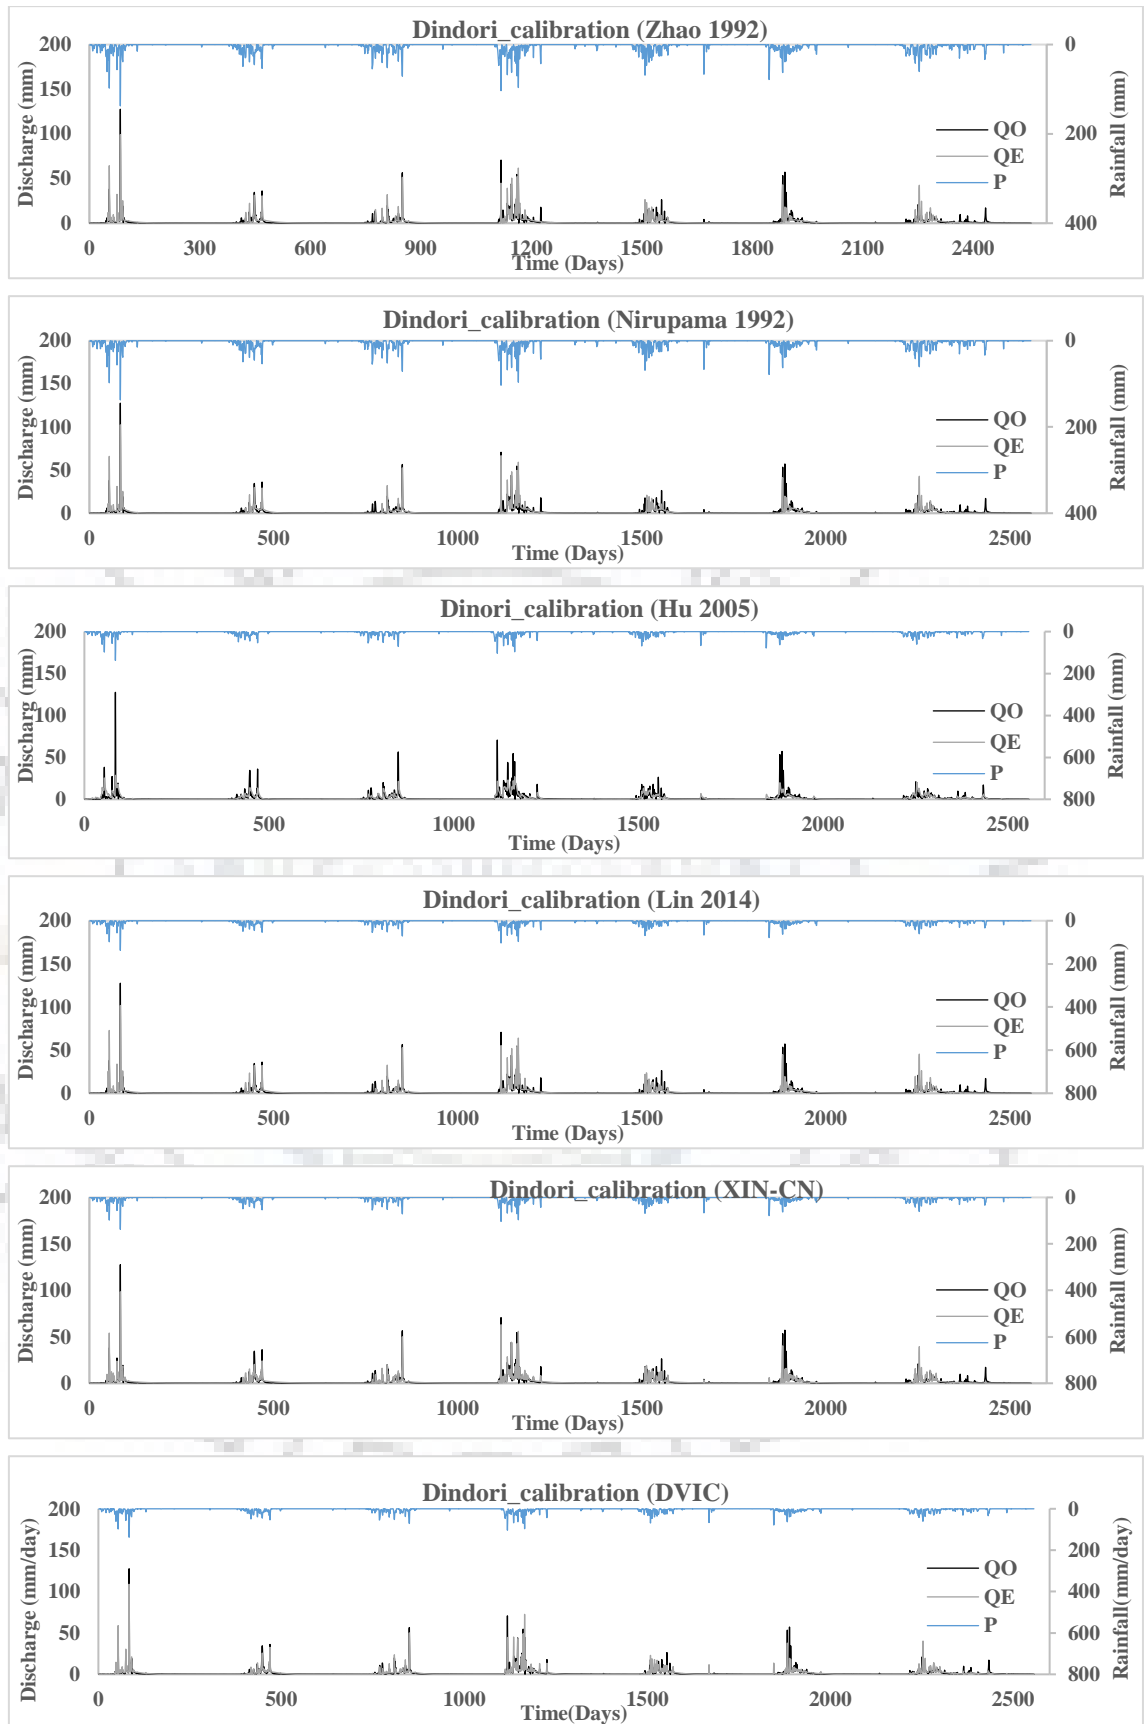 Dindori_calibration (Zhao 1992)
Discharge (mm)
200
150
100
50
0
0
200
400
Rainfall (mm)
QO
QE
P
0 300 600 900 1200 1500 1800 2100 2400
Time (Days)
Dindori_calibration (Nirupama 1992)
Discharge (mm)
200
150
100
50
0
0
200
400
Rainfall (mm)
QO
QE
P
0 500 1000 1500 2000 2500
Time (Days)
Dinori_calibration (Hu 2005)
Discharg (mm)
200
150
100
50
0
0
200
400
600
800
Rainfall (mm)
QO
QE
P
0 500 1000 1500 2000 2500
Time (Days)
Dindori_calibration (Lin 2014)
Discharge (mm)
200
150
100
50
0
0
200
400
600
800
Rainfall (mm)
QO
QE
P
0 500 1000 1500 2000 2500
Time (Days)
Dindori_calibration (XIN-CN)
Discharge (mm)
200
150
100
50
0
0
200
400
600
800
Rainfall (mm)
QO
QE
P
0 500 1000 1500 2000 2500
Time (Days)
Dindori_calibration (DVIC)
Discharge (mm/day)
200
150
100
50
0
0
200
400
600
800
Rainfall(mm/day)
QO
QE
P
0 500 1000 1500 2000 2500
Time(Days)